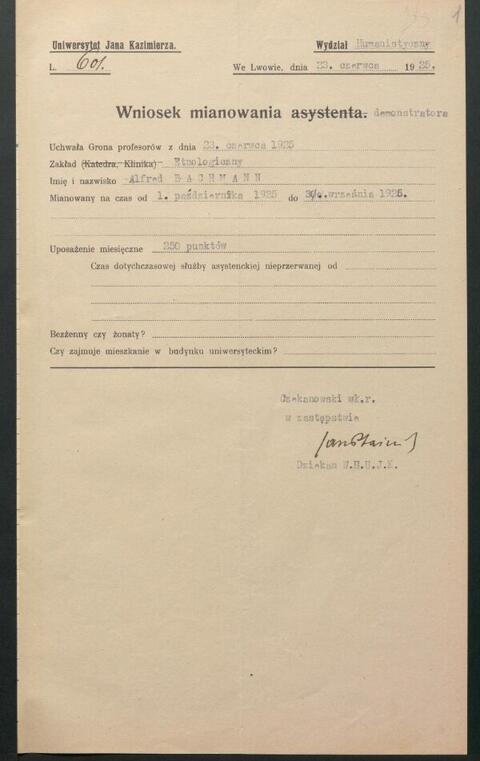 1
Uniwersytet Jana Kazimierza. Wydział Humanistyczny
L. 601. We Lwowie, dnia 23. czerwca 1925.
Wniosek mianowania asystenta. demonstratora
Uchwała Grona profesorów z dnia 23. czerwca 1925
Zakład (Katedra, Klinika) Etnologiczny
Imię i nazwisko Alfred BACHMANN
Mianowany na czas od 1. października 1925 do 30. września 1926.
Uposażenie miesięczne 250 punktów
Czas dotychczasowej służby asystenckiej nieprzerwanej od
Bezżenny czy żonaty?
Czy zajmuje mieszkanie w budynku uniwersyteckim?
Czekanowski wł.r.
w zastępstwie
Dziekan W.H.U.J.K.